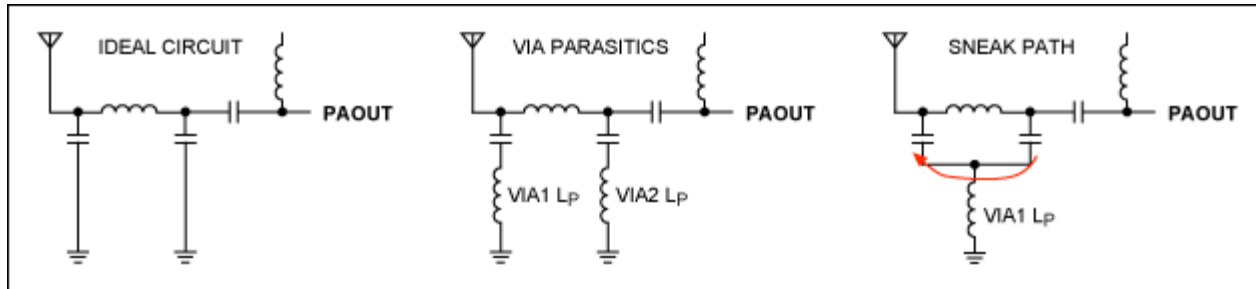 IDEAL CIRCUIT
PAOUT
VIA PARASITICS
PAOUT
VIA1 LP
VIA2 LP
SNEAK PATH
PAOUT
VIA1 LP